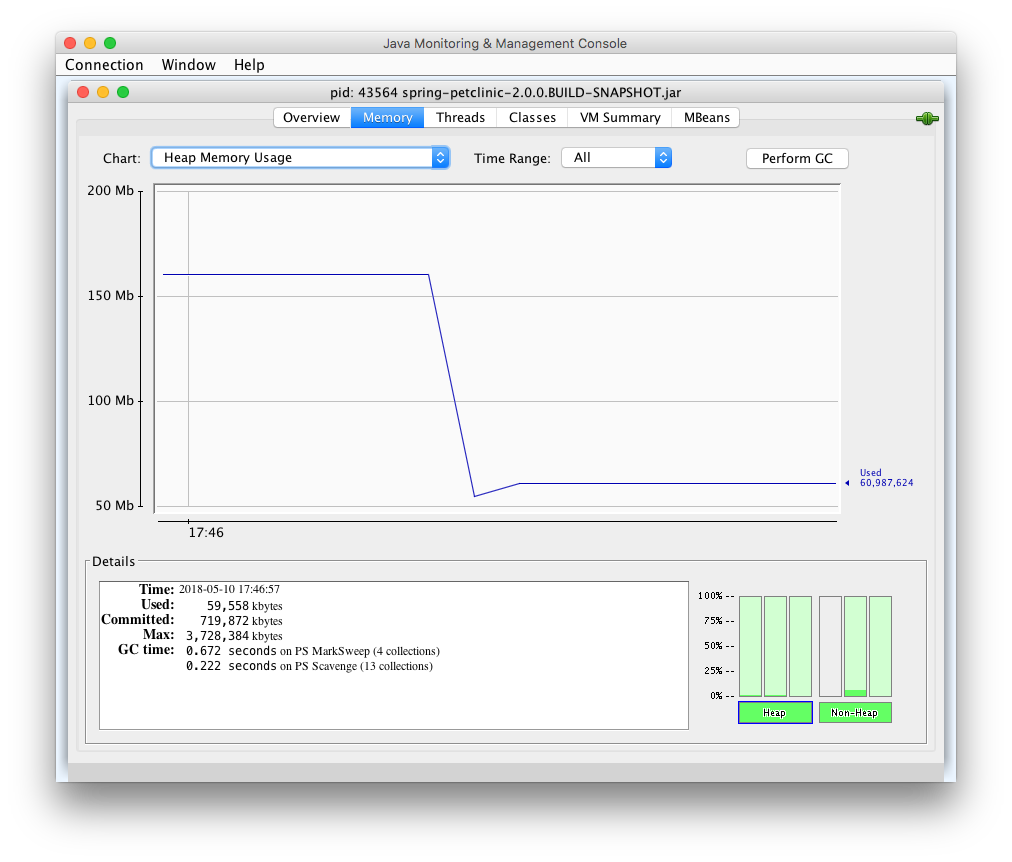 Java Monitoring & Management Console
Connection Window Help
pid: 43564 spring-petclinic-2.0.0.BUILD-SNAPSHOT.jar
Overview Memory Threads Classes VM Summary MBeans
Chart: Heap Memory Usage Time Range: All Perform GC
200 Mb
150 Mb
100 Mb
Used
60,987,624
50 Mb
17:46
Details
Time: 2018-05-10 17:46:57
Used: 59,558 kbytes
Committed: 719,872 kbytes
Max: 3,728,384 kbytes
GC time: 0.672 seconds on PS MarkSweep (4 collections)
0.222 seconds on PS Scavenge (13 collections)
100% --
75% --
50% --
25% --
0% --
Heap Non-Heap